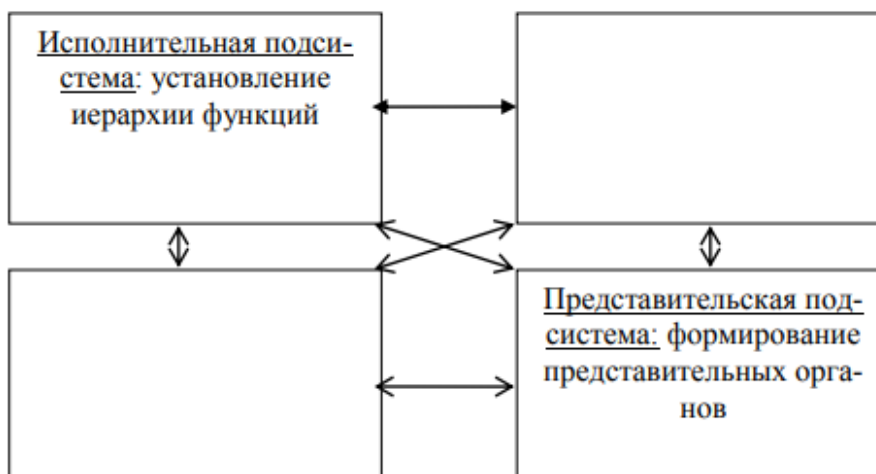 Исполнительная подси-
стема: установление
иерархии функций
Представительская под-
система: формирование
представительных орга-
нов